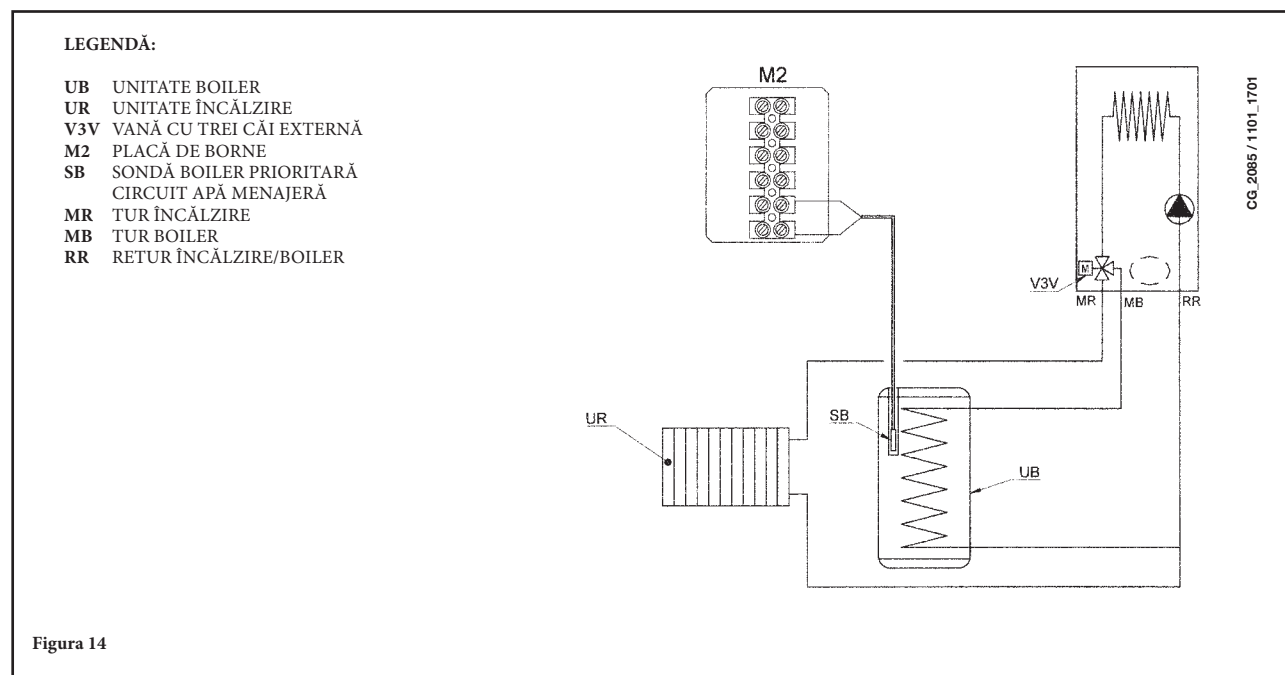 LEGENDĂ:
UB UNITATE BOILER
UR UNITATE ÎNCĂLZIRE
V3V VANĂ CU TREI CĂI EXTERNĂ
M2 PLACĂ DE BORNE
SB SONDĂ BOILER PRIORITARĂ
CIRCUIT APĂ MENAJERĂ
MR TUR ÎNCĂLZIRE
MB TUR BOILER
RR RETUR ÎNCĂLZIRE/BOILER
M2
CG_2085 / 1101_1701
M
V3V
MR
MB
RR
UR
SB
UB
Figura 14